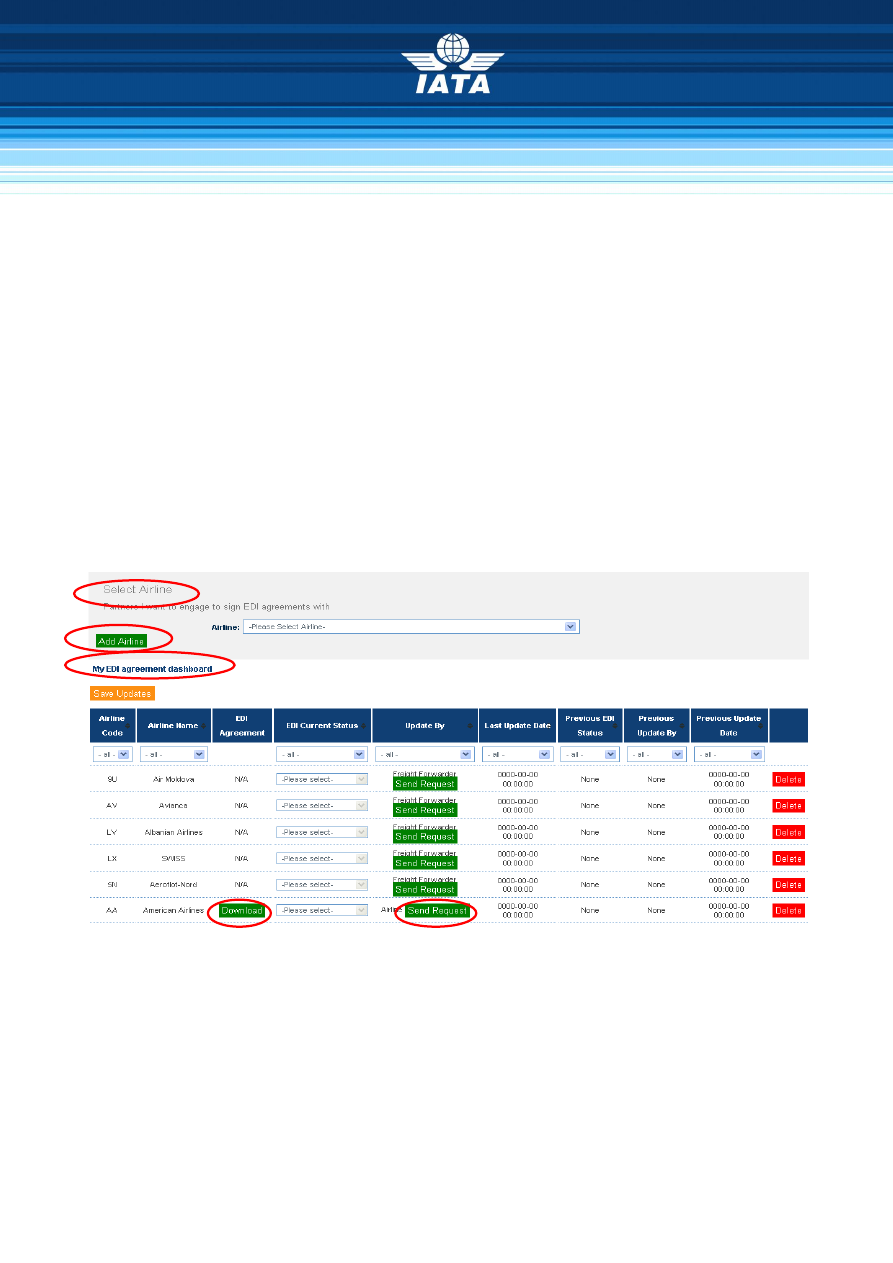 IATA
Select Airline
Partners I want to engage to sign EDI agreements with
Airline: -Please Select Airline-
Add Airline
My EDI agreement dashboard
Save Updates
Airline Code Airline Name EDI Agreement EDI Current Status Update By Last Update Date Previous EDI Status Previous Update By Previous Update Date
- all - - all - - all - - all - - all - - all - - all - - all -
9U Air Moldova N/A -Please select- Freight Forwarder Send Request 0000-00-00 00:00:00 None None 0000-00-00 00:00:00 Delete
AV Avianca N/A -Please select- Freight Forwarder Send Request 0000-00-00 00:00:00 None None 0000-00-00 00:00:00 Delete
LV Albanian Airlines N/A -Please select- Freight Forwarder Send Request 0000-00-00 00:00:00 None None 0000-00-00 00:00:00 Delete
LX SWISS N/A -Please select- Freight Forwarder Send Request 0000-00-00 00:00:00 None None 0000-00-00 00:00:00 Delete
5N Aeroflot-Nord N/A -Please select- Freight Forwarder Send Request 0000-00-00 00:00:00 None None 0000-00-00 00:00:00 Delete
AA American Airlines Download -Please select- Airline Send Request 0000-00-00 00:00:00 None None 0000-00-00 00:00:00 Delete